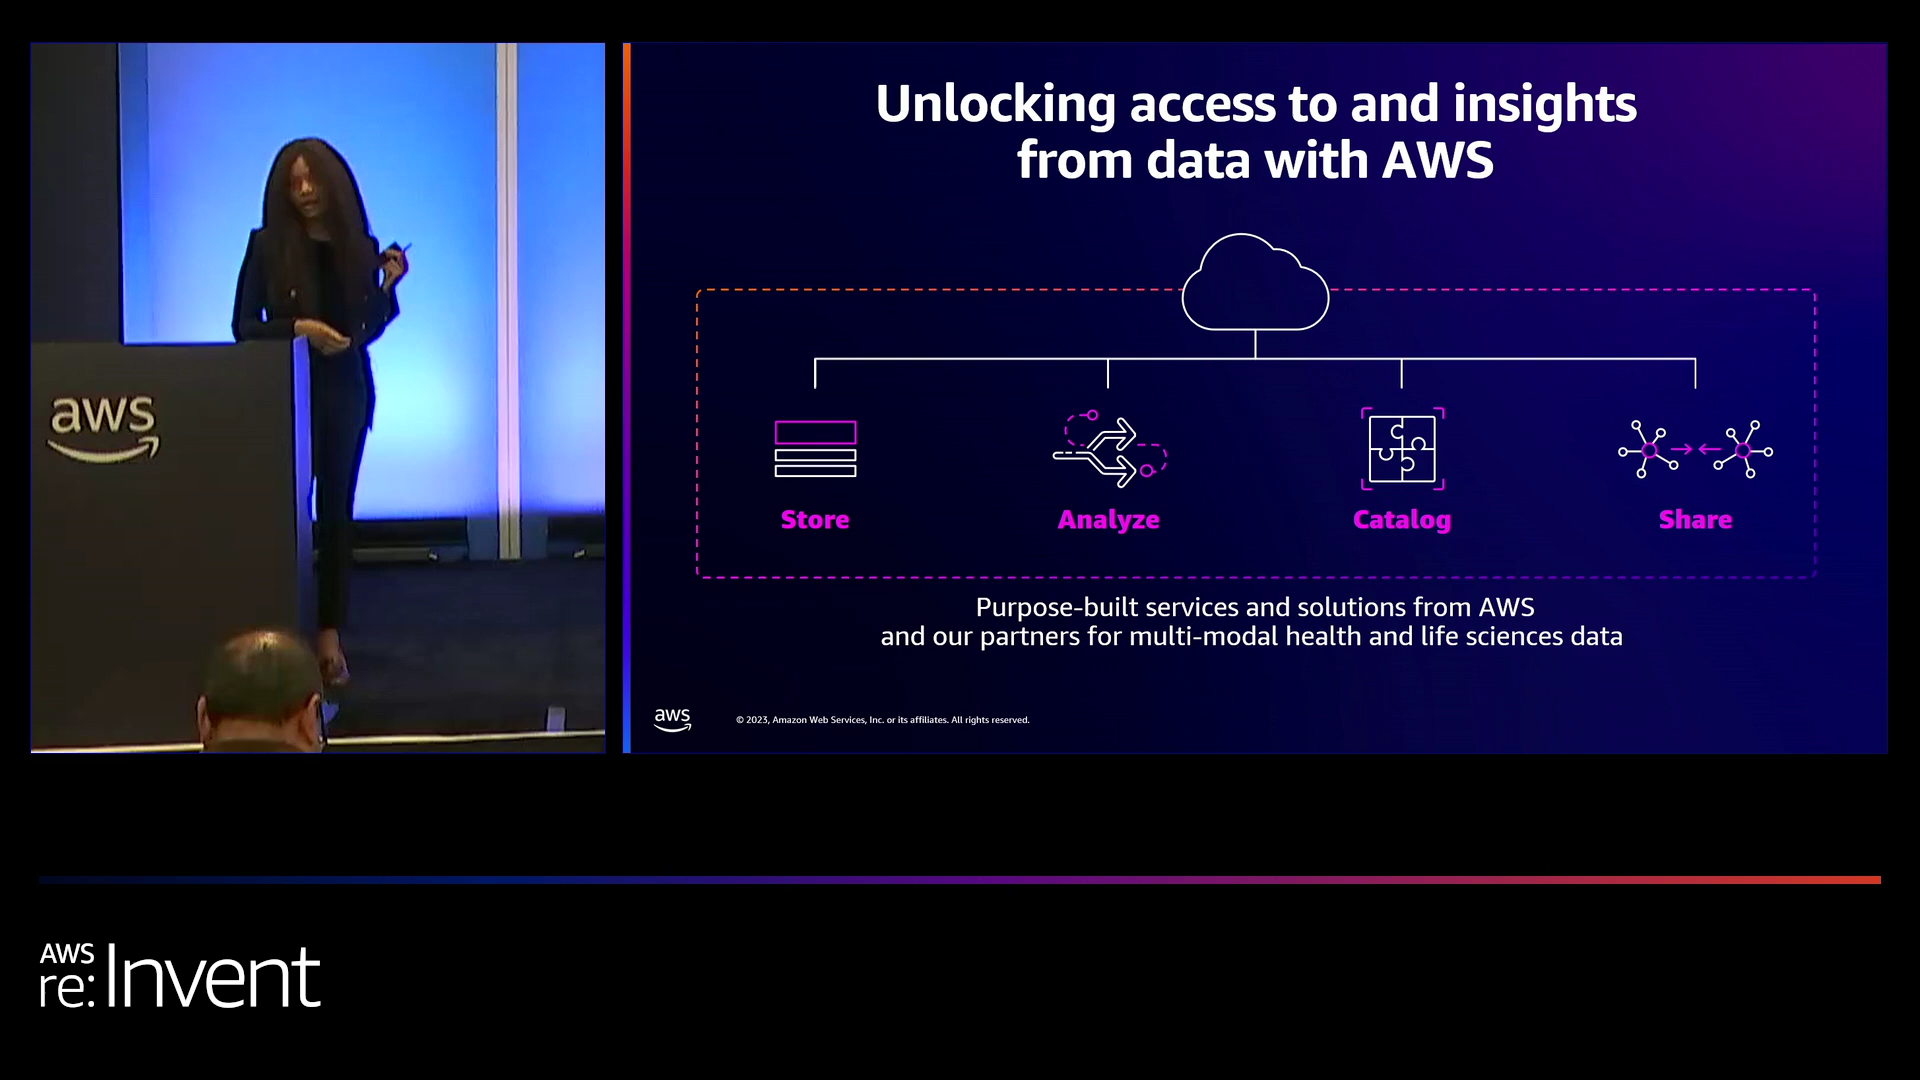 aws
Unlocking access to and insights
from data with AWS
Store
Analyze
Catalog
Share
Purpose-built services and solutions from AWS
and our partners for multi-modal health and life sciences data
aws
© 2023, Amazon Web Services, Inc. or its affiliates. All rights reserved.
AWS
re:Invent